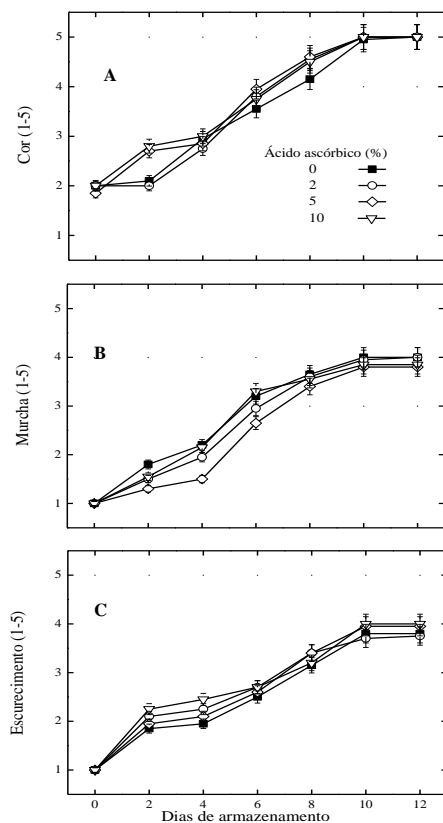 5
4
3
2
1
A
Cor (1-5)
Ácido ascórbico (%)
0
2
5
10
5
4
3
2
1
B
Murcha (1-5)
5
4
3
2
1
C
Escurecimento (1-5)
0 2 4 6 8 10 12
Dias de armazenamento